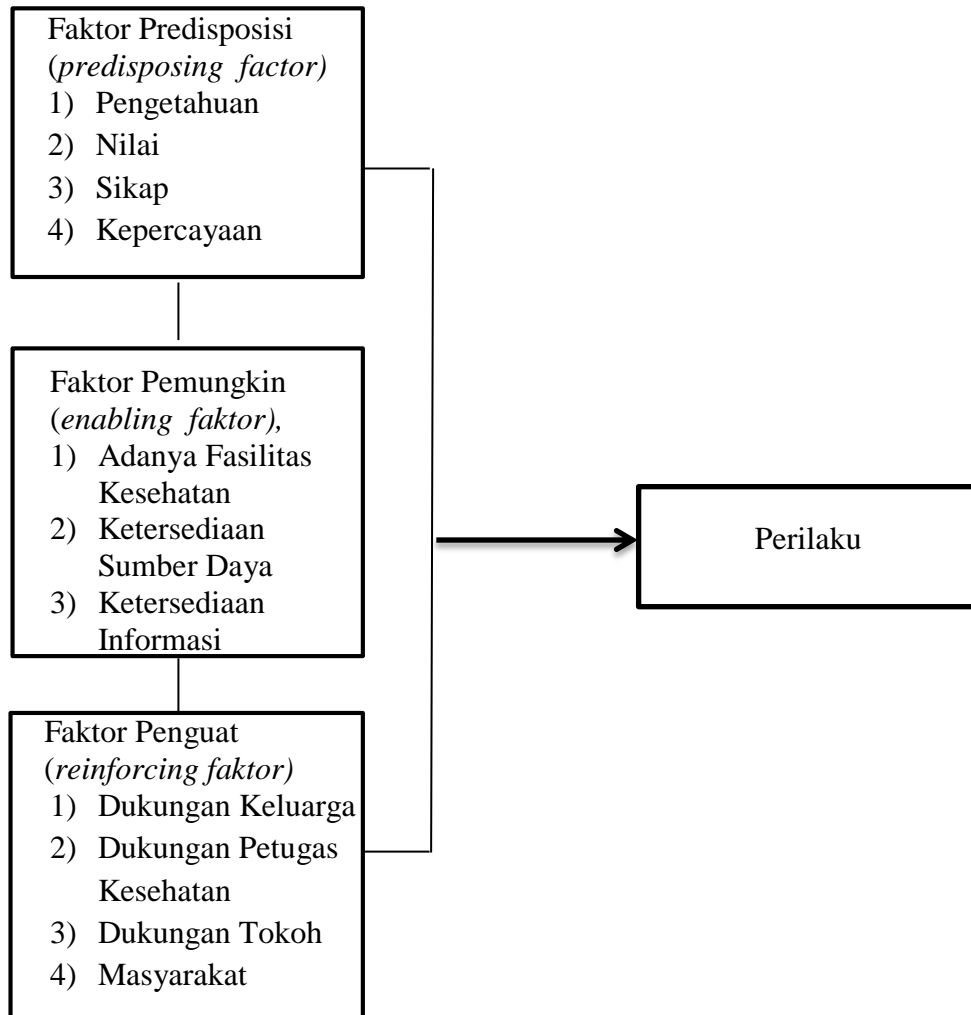 Faktor Predisposisi
(predisposing factor)
1) Pengetahuan
2) Nilai
3) Sikap
4) Kepercayaan
Faktor Pemungkin
(enabling faktor),
1) Adanya Fasilitas
Kesehatan
2) Ketersediaan
Sumber Daya
3) Ketersediaan
Informasi
Perilaku
Faktor Penguat
(reinforcing faktor)
1) Dukungan Keluarga
2) Dukungan Petugas
Kesehatan
3) Dukungan Tokoh
4) Masyarakat